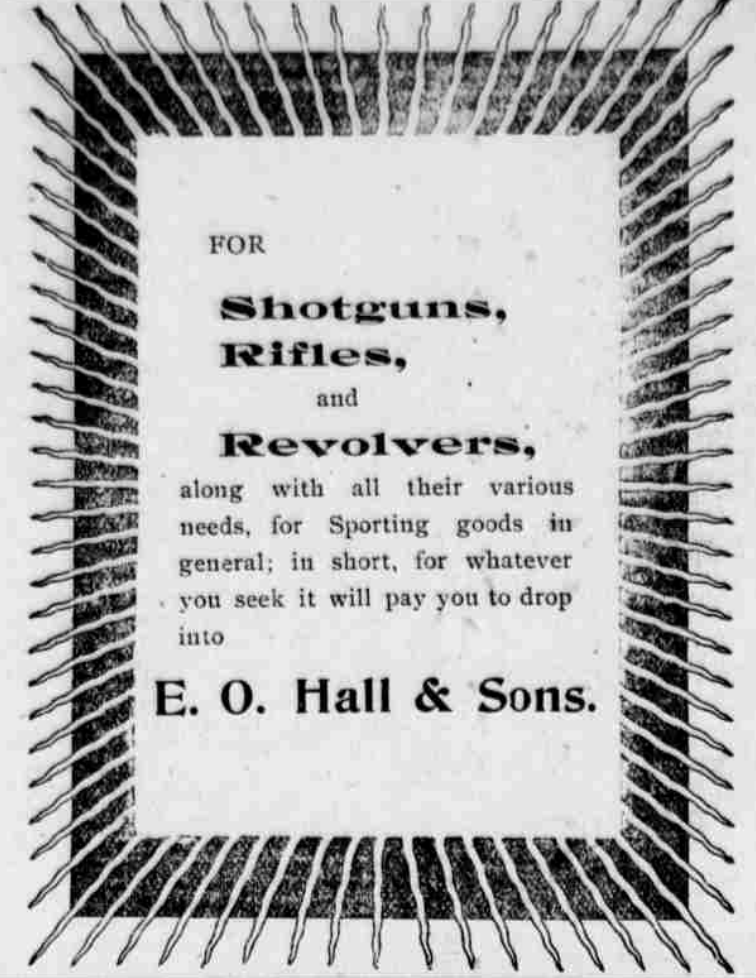 FOR
Shotguns,
Rifles,
and
Revolvers,
along with all their various
needs, for Sporting goods in
general; in short, for whatever
you seek it will pay you to drop
into
E. O. Hall & Sons.